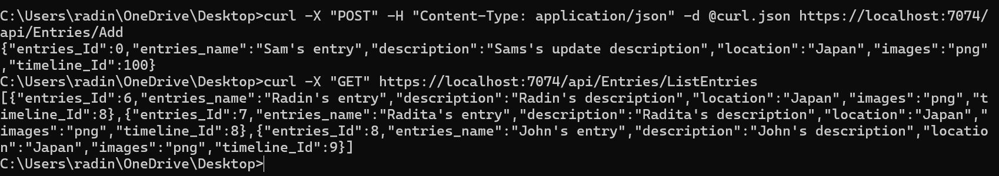 C:\Users\radin\OneDrive\Desktop>curl -X "POST" -H "Content-Type: application/json" -d @curl.json https://localhost:7074/
api/Entries/Add
{"entries_Id":0,"entries_name":"Sam's entry","description":"Sams's update description","location":"Japan","images":"png"
,"timeline_Id":100}
C:\Users\radin\OneDrive\Desktop>curl -X "GET" https://localhost:7074/api/Entries/ListEntries
[{"entries_Id":6,"entries_name":"Radin's entry","description":"Radin's description","location":"Japan","images":"png","t
imeline_Id":8},{"entries_Id":7,"entries_name":"Radita's entry","description":"Radita's description","location":"Japan","
images":"png","timeline_Id":8},{"entries_Id":8,"entries_name":"John's entry","description":"John's description","locatio
n":"Japan","images":"png","timeline_Id":9}]
C:\Users\radin\OneDrive\Desktop>